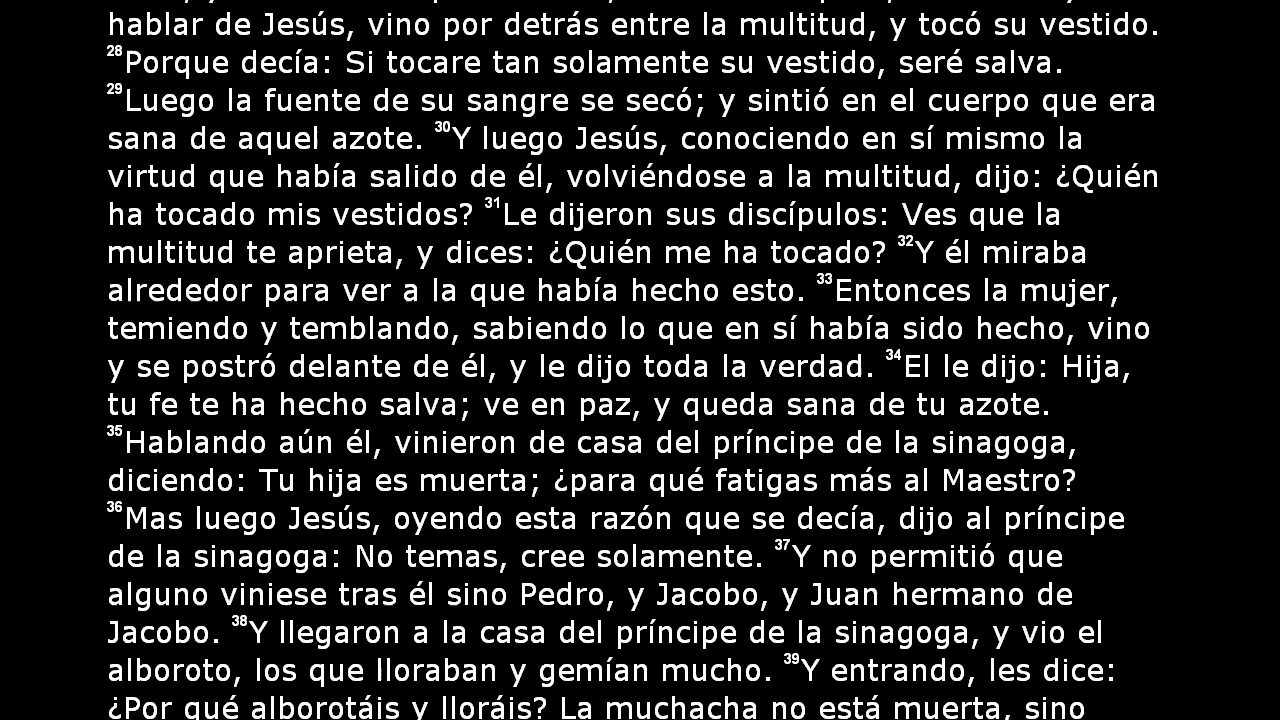 hablar de Jesús, vino por detrás entre la multitud, y tocó su vestido.
28Porque decía: Si tocare tan solamente su vestido, seré salva.
29Luego la fuente de su sangre se secó; y sintió en el cuerpo que era
sana de aquel azote. 30Y luego Jesús, conociendo en sí mismo la
virtud que había salido de él, volviéndose a la multitud, dijo: ¿Quién
ha tocado mis vestidos? 31Le dijeron sus discípulos: Ves que la
multitud te aprieta, y dices: ¿Quién me ha tocado? 32Y él miraba
alrededor para ver a la que había hecho esto. 33Entonces la mujer,
temiendo y temblando, sabiendo lo que en sí había sido hecho, vino
y se postró delante de él, y le dijo toda la verdad. 34El le dijo: Hija,
tu fe te ha hecho salva; ve en paz, y queda sana de tu azote.
35Hablando aún él, vinieron de casa del príncipe de la sinagoga,
diciendo: Tu hija es muerta; ¿para qué fatigas más al Maestro?
36Mas luego Jesús, oyendo esta razón que se decía, dijo al príncipe
de la sinagoga: No temas, cree solamente. 37Y no permitió que
alguno viniese tras él sino Pedro, y Jacobo, y Juan hermano de
Jacobo. 38Y llegaron a la casa del príncipe de la sinagoga, y vio el
alboroto, los que lloraban y gemían mucho. 39Y entrando, les dice:
¿Por qué alborotáis y lloráis? La muchacha no está muerta, sino